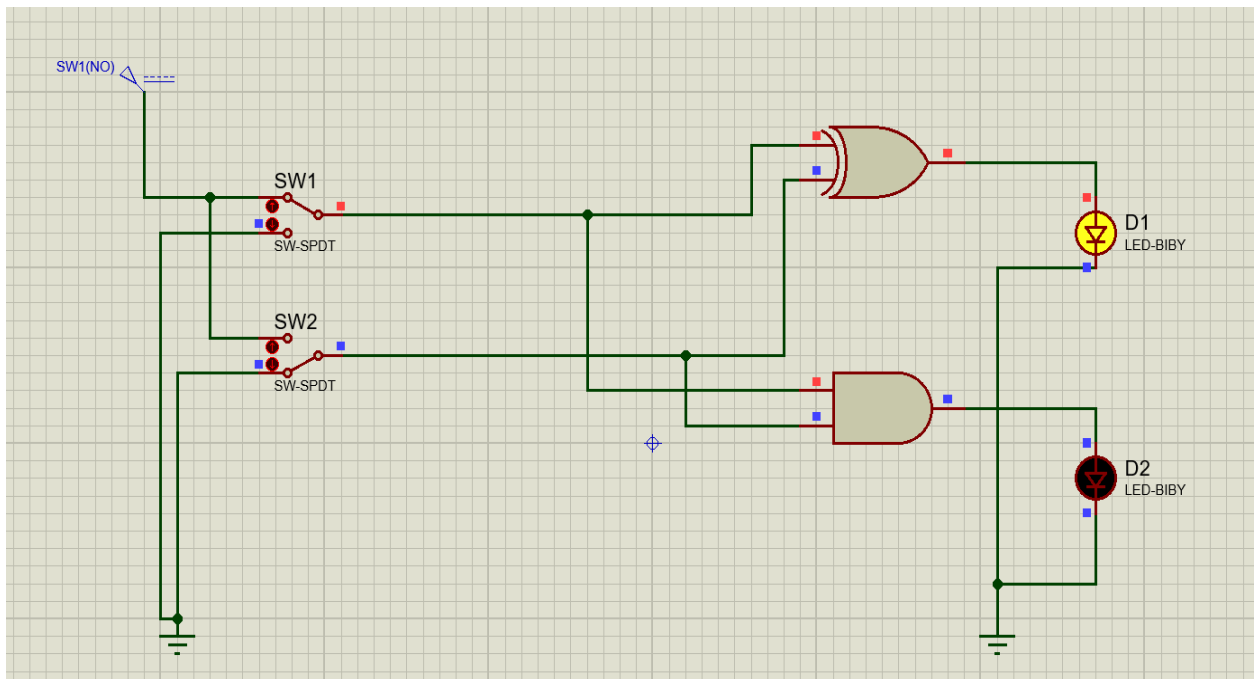 SW1(NO)
SW1
SW-SPDT
SW2
SW-SPDT
D1
LED-BIBY
D2
LED-BIBY